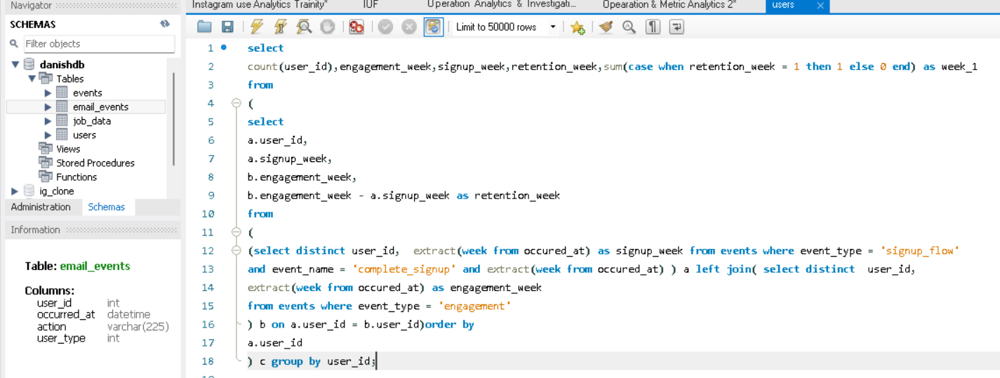 Navigator
SCHEMAS
Filter objects
danishdb
Tables
events
email_events
job_data
users
Views
Stored Procedures
Functions
ig_clone
Administration Schemas
Information
Table: email_events
Columns:
user_id int
occurred_at datetime
action varchar(225)
user_type int
Instagram use Analytics Trainity* IUF Operation Analytics & Investigati... Opearation & Metric Analytics 2* users
Limit to 50000 rows
1 select
2 count(user_id),engagement_week,signup_week,retention_week,sum(case when retention_week = 1 then 1 else 0 end) as week_1
3 from
4 (
5 select
6 a.user_id,
7 a.signup_week,
8 b.engagement_week,
9 b.engagement_week - a.signup_week as retention_week
10 from
11 (
12 (select distinct user_id, extract(week from occured_at) as signup_week from events where event_type = 'signup_flow'
13 and event_name = 'complete_signup' and extract(week from occured_at) ) a left join( select distinct user_id,
14 extract(week from occured_at) as engagement_week
15 from events where event_type = 'engagement'
16 ) b on a.user_id = b.user_id)order by
17 a.user_id
18 ) c group by user_id;